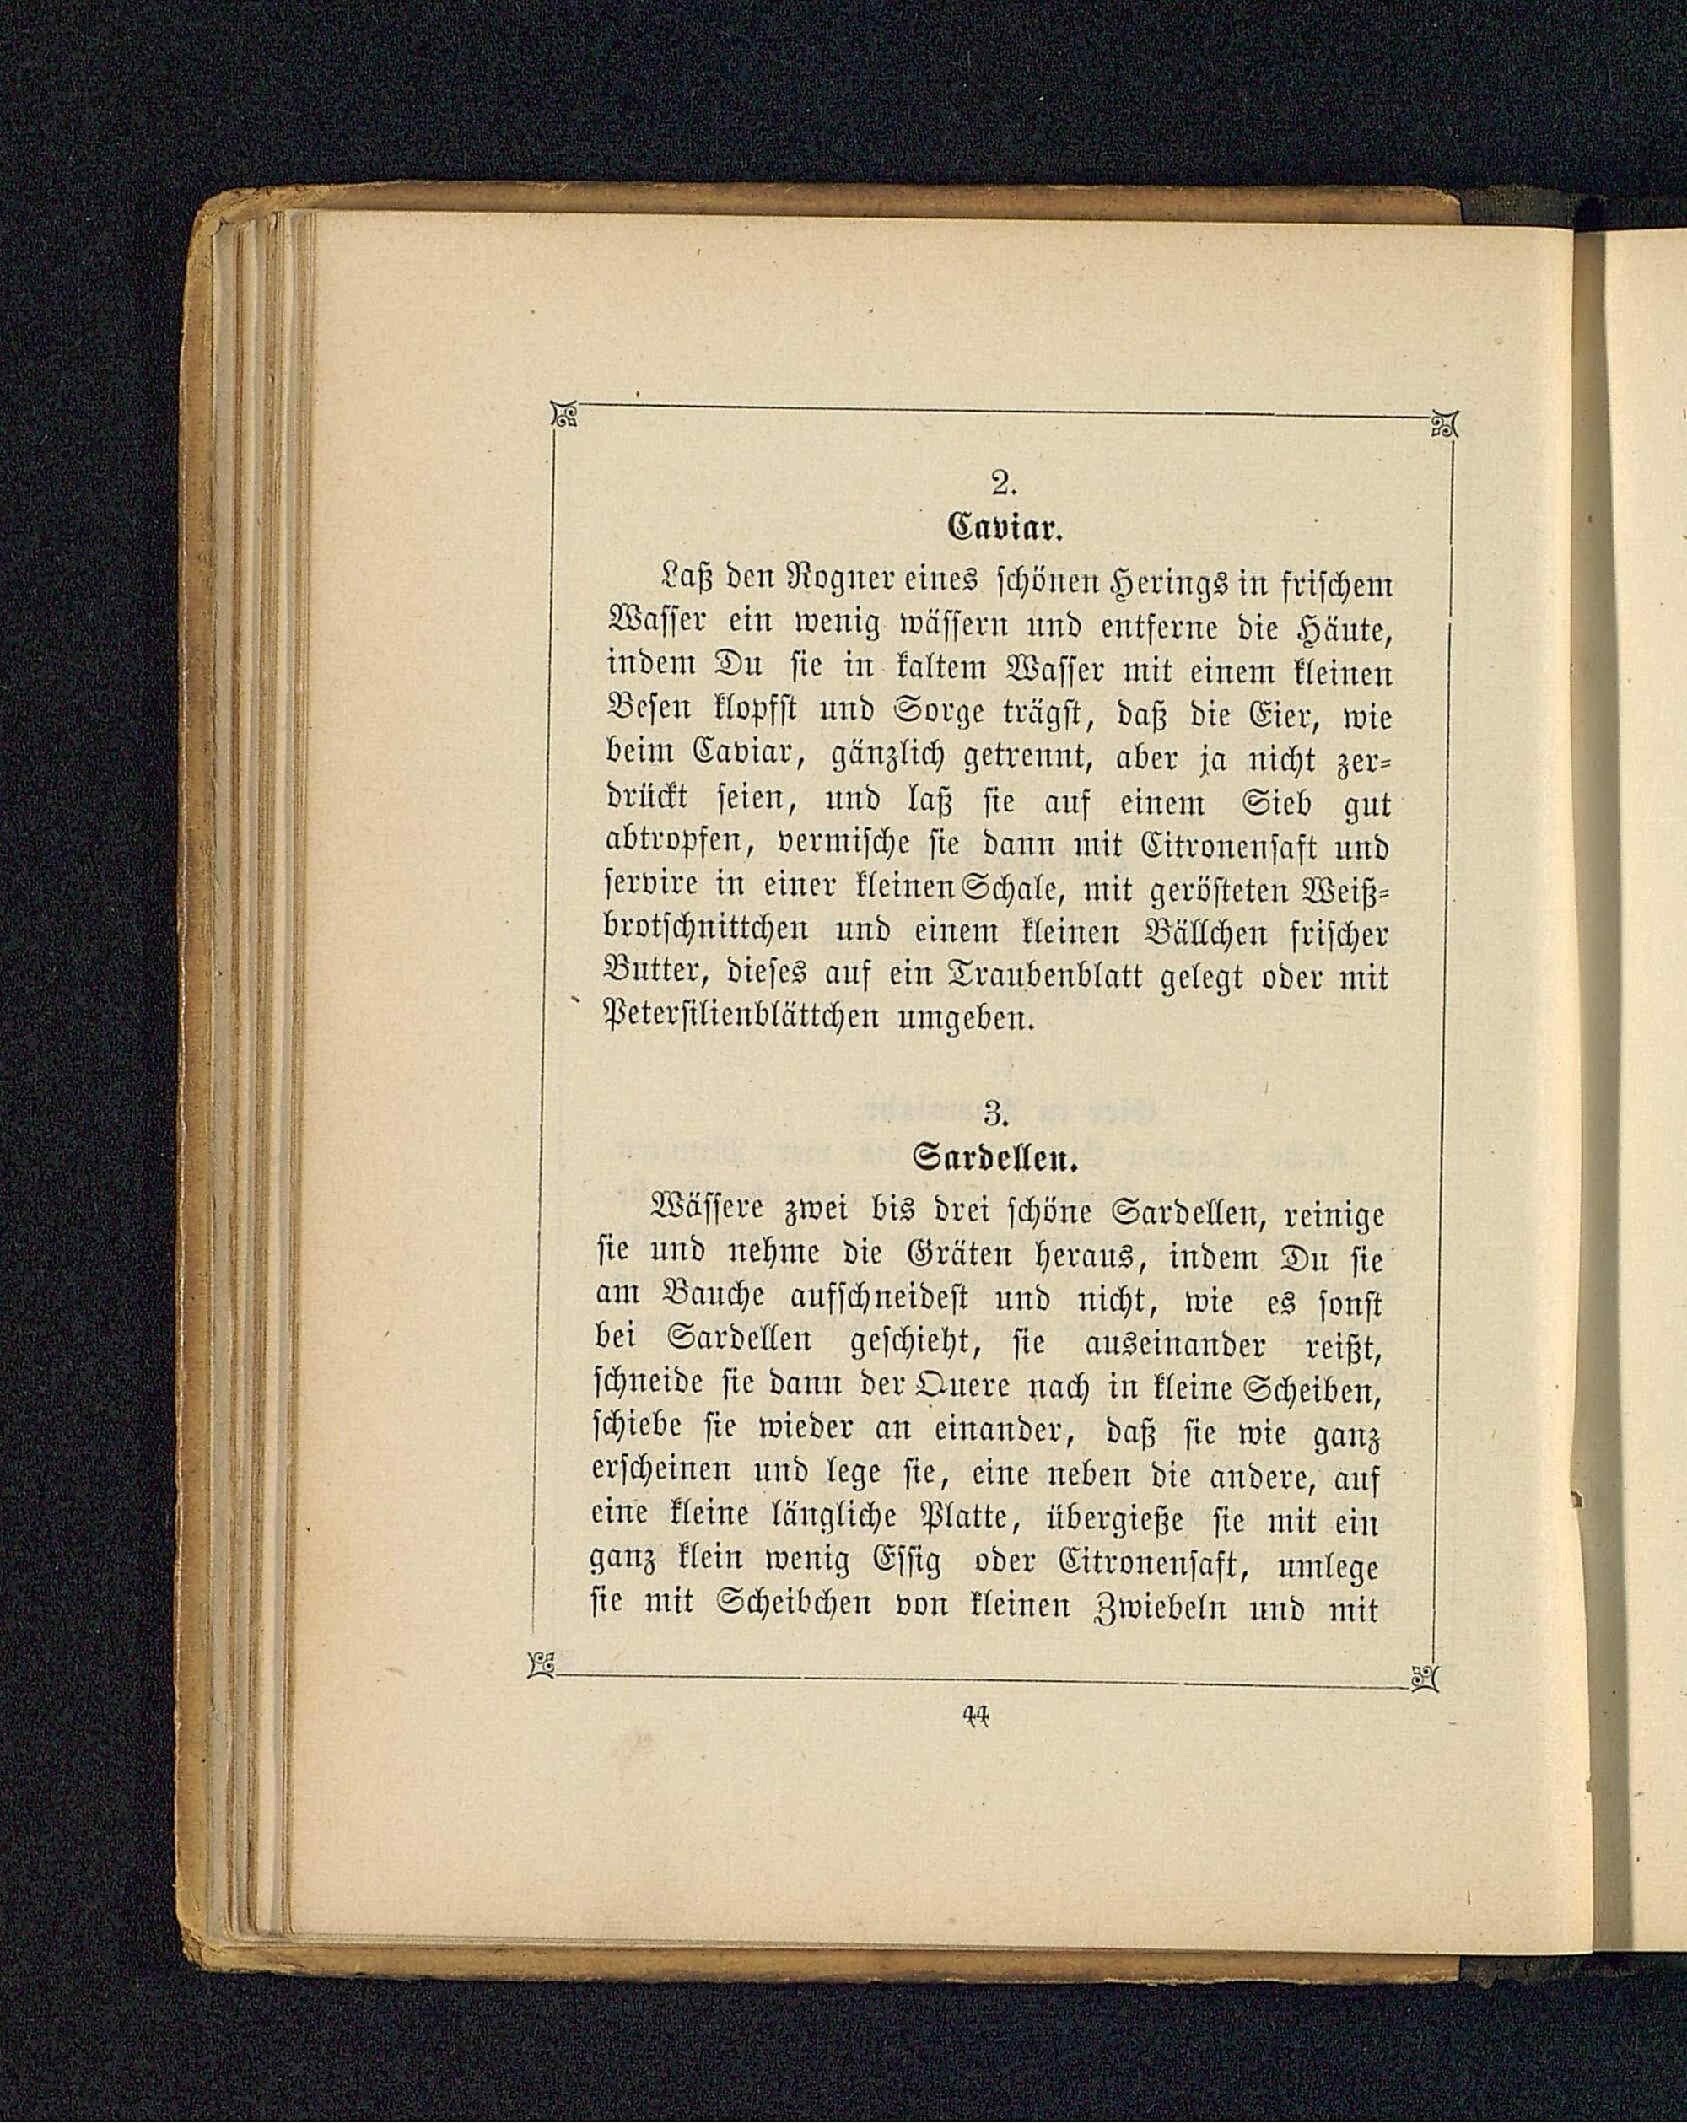 2.
Caviar.
Laß den Rogner eines schönen Herings in frischem
Wasser ein wenig wässern und entferne die Häute,
indem Du sie in kaltem Wasser mit einem kleinen
Besen klopfst und Sorge trägst, daß die Eier, wie
beim Caviar, gänzlich getrennt, aber ja nicht zer-
drückt seien, und laß sie auf einem Sieb gut
abtropfen, vermische sie dann mit Citronensaft und
servire in einer kleinen Schale, mit gerösteten Weiß-
brotschnittchen und einem kleinen Bällchen frischer
Butter, dieses auf ein Traubenblatt gelegt oder mit
Petersilienblättchen umgeben.
3.
Sardellen.
Wässere zwei bis drei schöne Sardellen, reinige
sie und nehme die Gräten heraus, indem Du sie
am Bauche aufschneidest und nicht, wie es sonst
bei Sardellen geschieht, sie auseinander reißt,
schneide sie dann der Quere nach in kleine Scheiben,
schiebe sie wieder an einander, daß sie wie ganz
erscheinen und lege sie, eine neben die andere, auf
eine kleine längliche Platte, übergieße sie mit ein
ganz klein wenig Essig oder Citronensaft, umlege
sie mit Scheibchen von kleinen Zwiebeln und mit
44